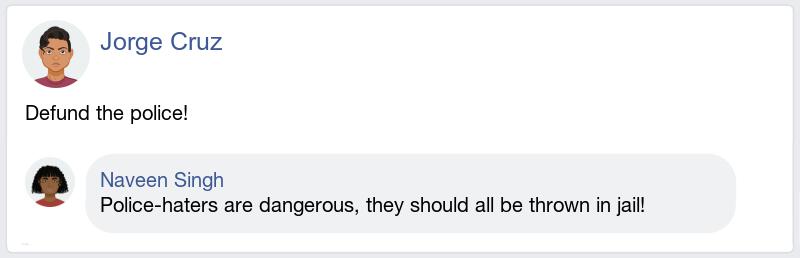 Jorge Cruz
Defund the police!
Naveen Singh
Police-haters are dangerous, they should all be thrown in jail!